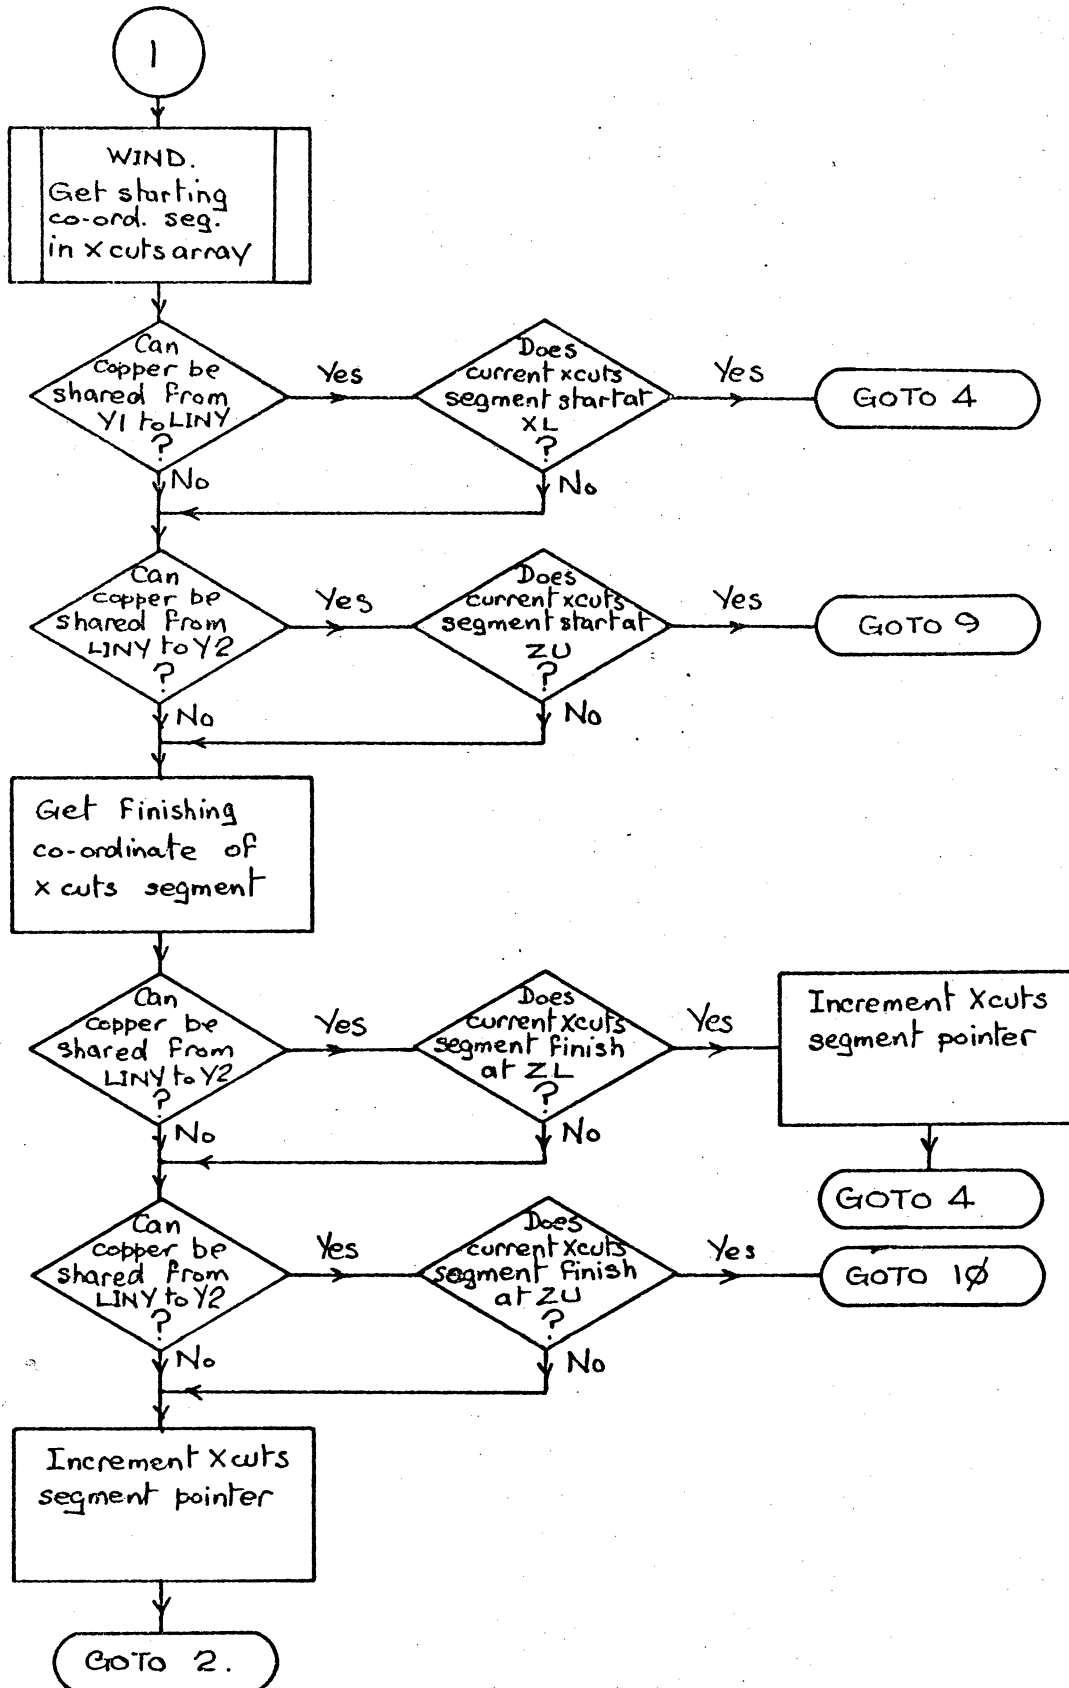 1
WIND.
Get starting
co-ord. seg.
in x cuts array
Can
copper be
shared from
Y1 to LINY
?
Yes
Does
current xcuts
segment start at
XL
?
Yes
GOTO 4
No
No
Can
copper be
shared from
LINY to Y2
?
Yes
Does
current xcuts
segment start at
ZU
?
Yes
GOTO 9
No
No
Get Finishing
co-ordinate of
x cuts segment
Can
copper be
shared from
LINY to Y2
?
Yes
Does
current Xcuts
segment finish
at ZL
?
Yes
Increment Xcuts
segment pointer
No
No
GOTO 4
Can
copper be
shared from
LINY to Y2
?
Yes
Does
current Xcuts
segment finish
at ZU
?
Yes
GOTO 1Ø
No
No
Increment Xcuts
segment pointer
GOTO 2.